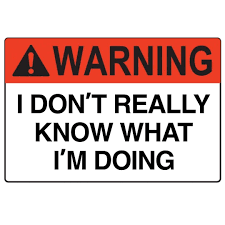 WARNING
I DON'T REALLY
KNOW WHAT
I'M DOING